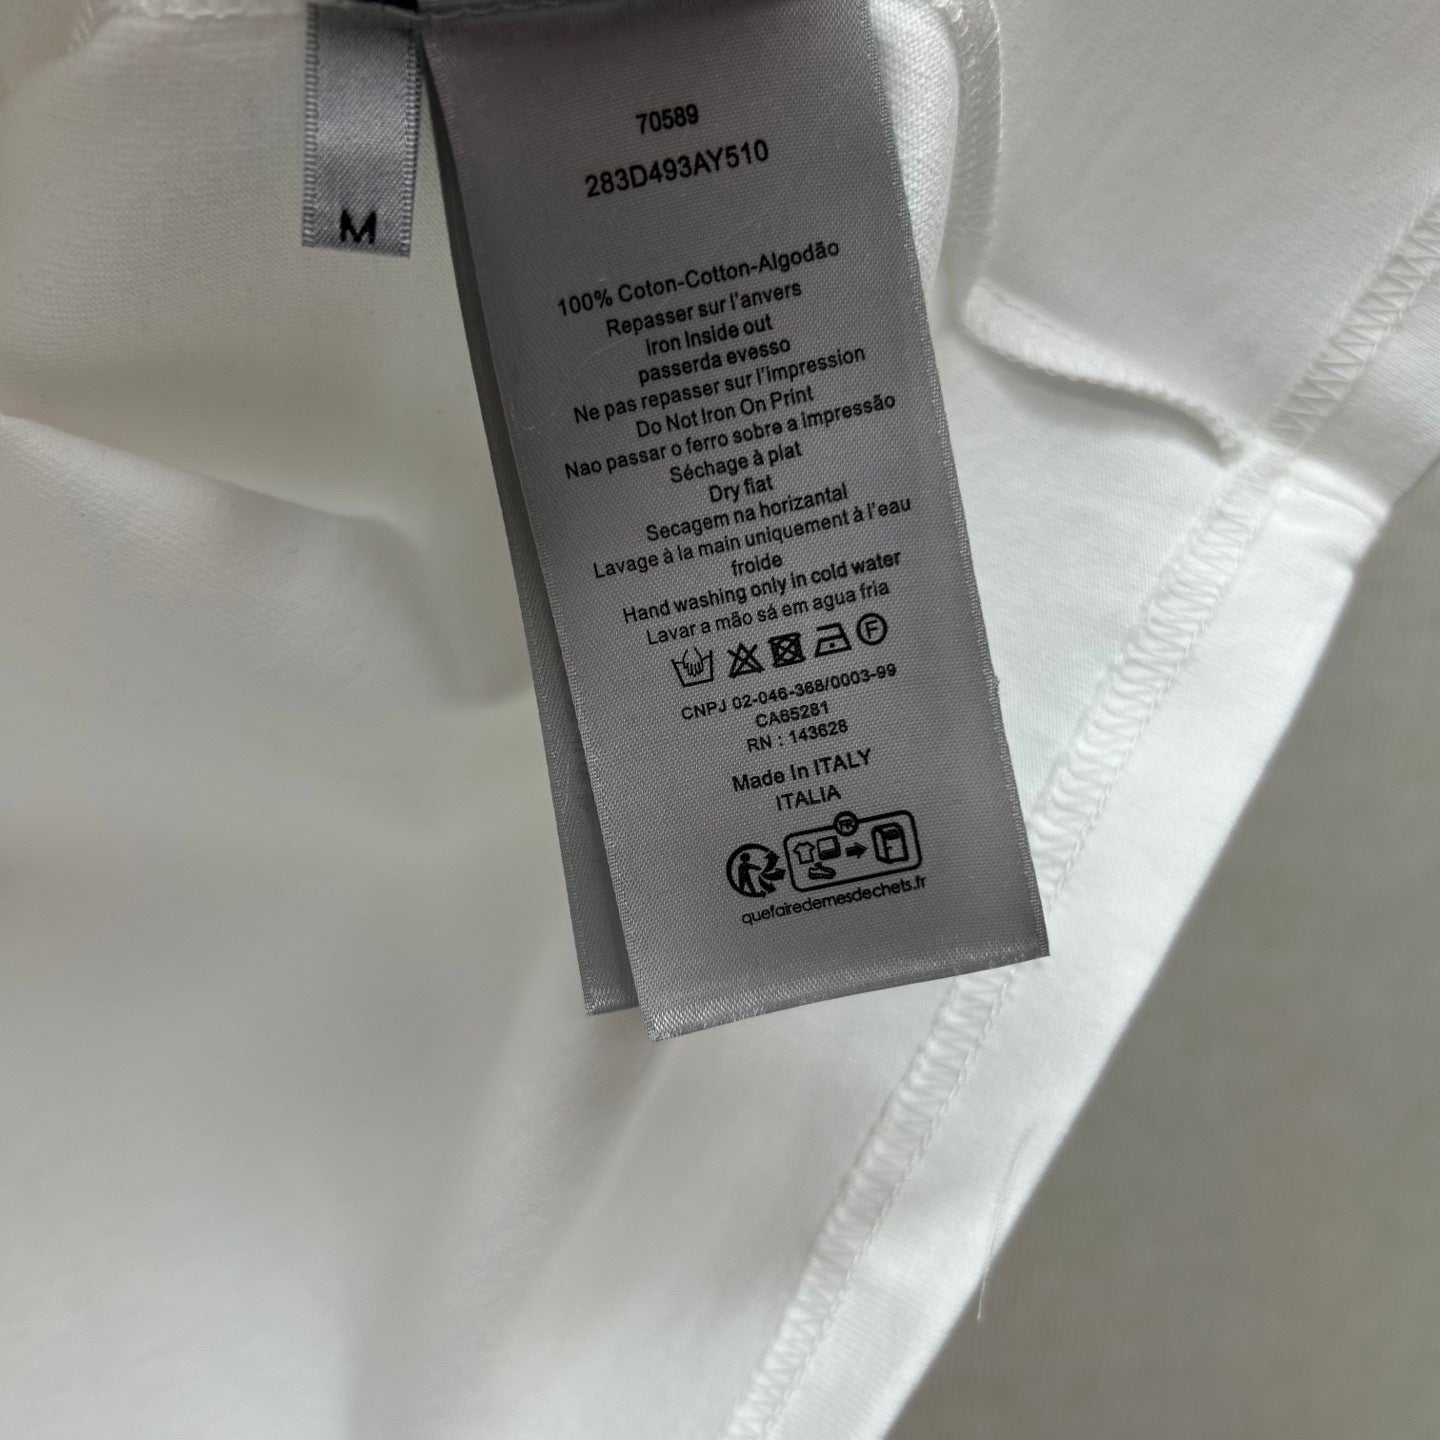 M
70589
283D493AY510
100% Coton-Cotton-Algodão
Repasser sur l'anvers
Iron Inside out
passerda evesso
Ne pas repasser sur l'impression
Do Not Iron On Print
Nao passar o ferro sobre a impressão
Séchage à plat
Dry flat
Secagem na horizantal
Lavage à la main uniquement à l'eau
froide
Hand washing only in cold water
Lavar a mão sá em agua fria
F
CNPJ 02-046-368/0003-99
CA65281
RN : 143628
Made In ITALY
ITALIA
FR
quefairedemesdechets.fr